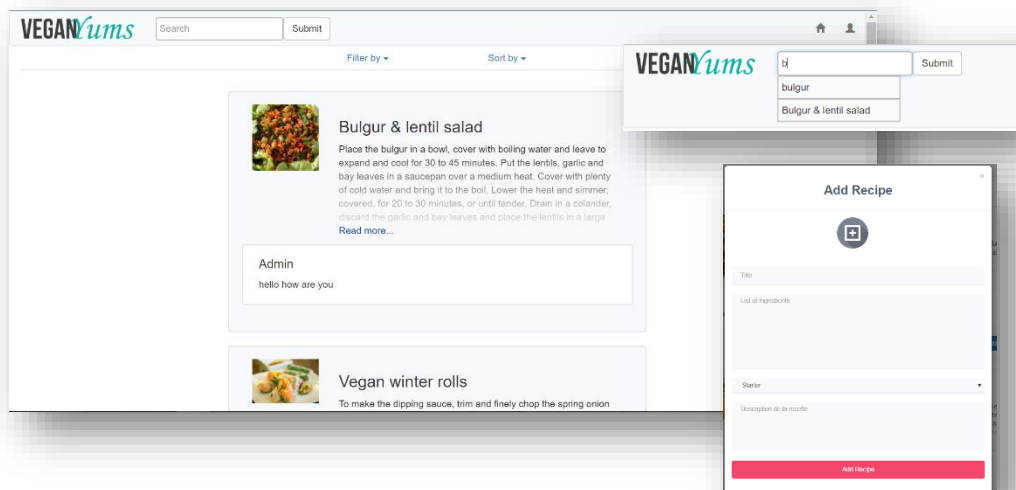 VEGANYums
Search
Submit
Filter by
Sort by
Bulgur & lentil salad
Place the bulgur in a bowl, cover with boiling water and leave to
expand and cool for 30 to 45 minutes. Put the lentils, garlic and
bay leaves in a saucepan over a medium heat. Cover with plenty
of cold water and bring it to the boil. Lower the heat and simmer,
covered, for 20 to 30 minutes, or until tender. Drain in a colander,
discard the garlic and bay leaves and place the lentils in a large
Read more...
Admin
hello how are you
Vegan winter rolls
To make the dipping sauce, trim and finely chop the spring onion
VEGANYums
b
Submit
bulgur
Bulgur & lentil salad
Add Recipe
Title
List of ingredients
Starter
Description de la recette
Add Recipe